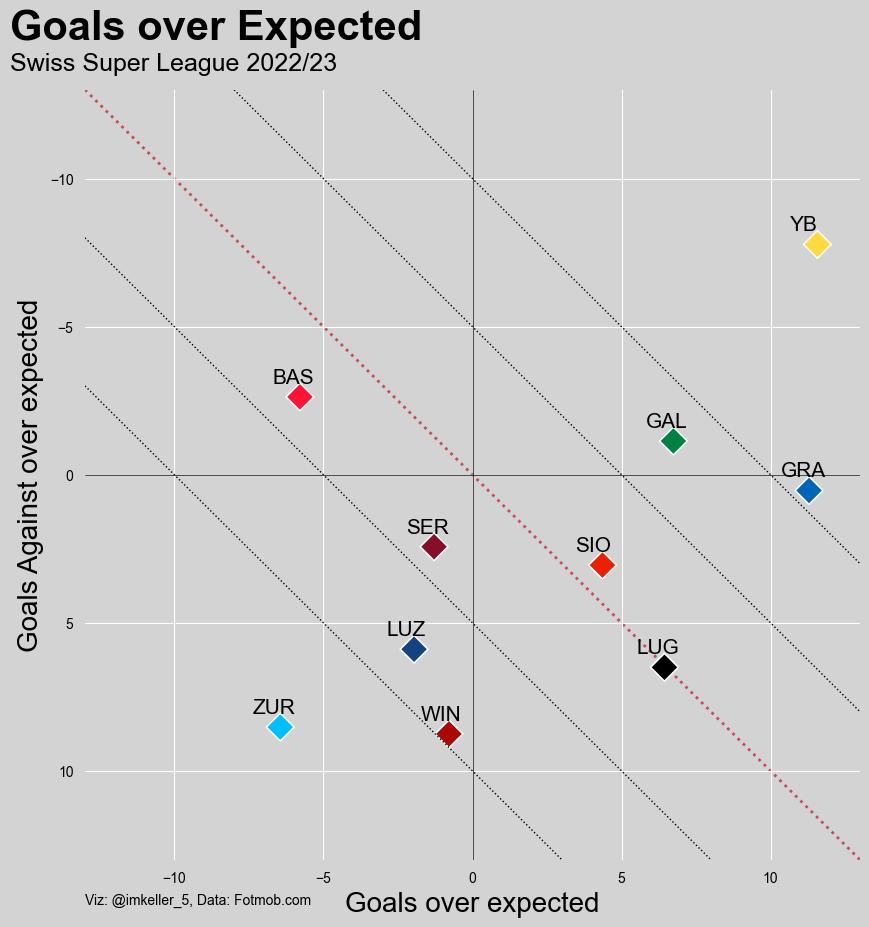 Goals over Expected
Swiss Super League 2022/23
Goals Against over expected
−10
−5
0
5
10
YB
BAS
GAL
GRA
SER
SIO
LUZ
LUG
ZUR
WIN
−10
−5
0
5
10
Goals over expected
Viz: @imkeller_5, Data: Fotmob.com